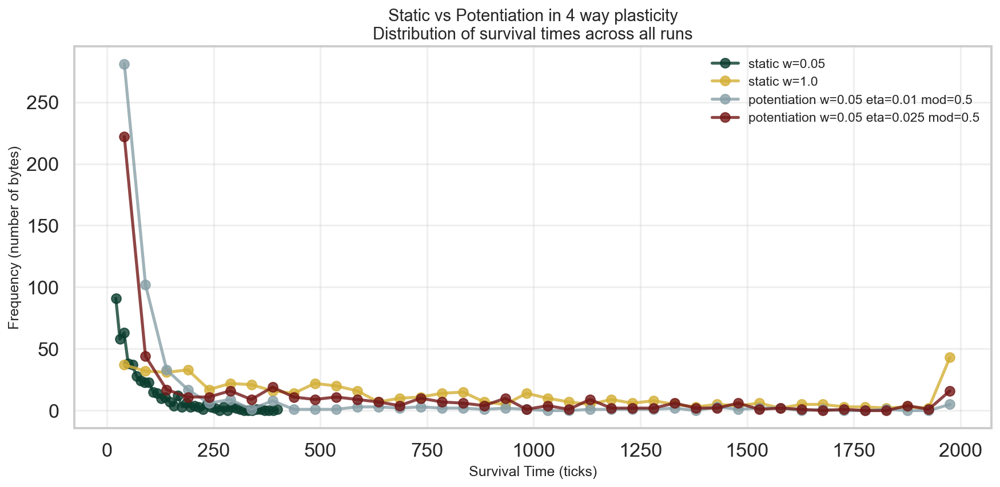 Static vs Potentiation in 4 way plasticity
Distribution of survival times across all runs
static w=0.05
static w=1.0
potentiation w=0.05 eta=0.01 mod=0.5
potentiation w=0.05 eta=0.025 mod=0.5
Frequency (number of bytes)
250
200
150
100
50
0
0 250 500 750 1000 1250 1500 1750 2000
Survival Time (ticks)